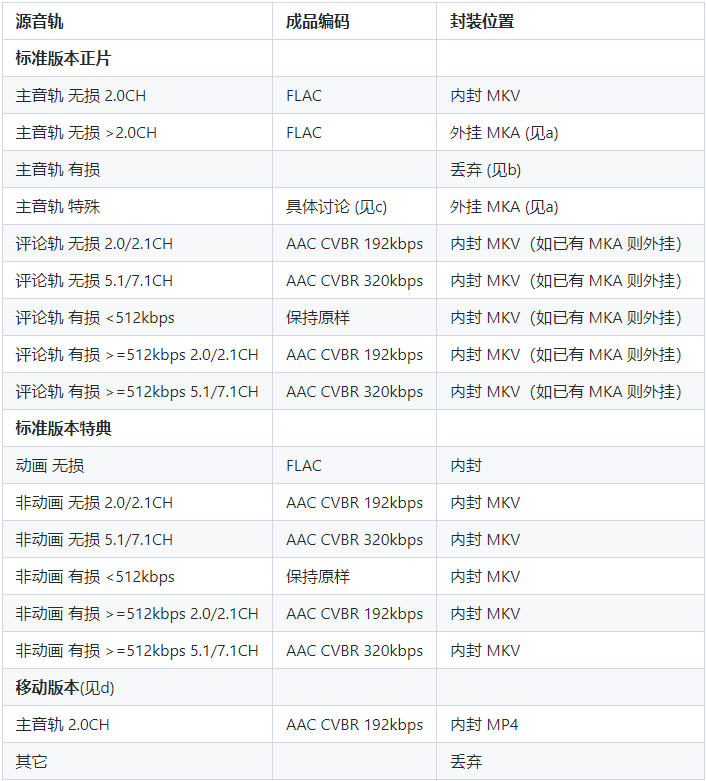 源音轨 成品编码 封装位置
标准版本正片
主音轨 无损 2.0CH FLAC 内封 MKV
主音轨 无损 >2.0CH FLAC 外挂 MKA (见a)
主音轨 有损 丢弃 (见b)
主音轨 特殊 具体讨论 (见c) 外挂 MKA (见a)
评论轨 无损 2.0/2.1CH AAC CVBR 192kbps 内封 MKV（如已有 MKA 则外挂）
评论轨 无损 5.1/7.1CH AAC CVBR 320kbps 内封 MKV（如已有 MKA 则外挂）
评论轨 有损 <512kbps 保持原样 内封 MKV（如已有 MKA 则外挂）
评论轨 有损 >=512kbps 2.0/2.1CH AAC CVBR 192kbps 内封 MKV（如已有 MKA 则外挂）
评论轨 有损 >=512kbps 5.1/7.1CH AAC CVBR 320kbps 内封 MKV（如已有 MKA 则外挂）
标准版本特典
动画 无损 FLAC 内封
非动画 无损 2.0/2.1CH AAC CVBR 192kbps 内封 MKV
非动画 无损 5.1/7.1CH AAC CVBR 320kbps 内封 MKV
非动画 有损 <512kbps 保持原样 内封 MKV
非动画 有损 >=512kbps 2.0/2.1CH AAC CVBR 192kbps 内封 MKV
非动画 有损 >=512kbps 5.1/7.1CH AAC CVBR 320kbps 内封 MKV
移动版本(见d)
主音轨 2.0CH AAC CVBR 192kbps 内封 MP4
其它 丢弃